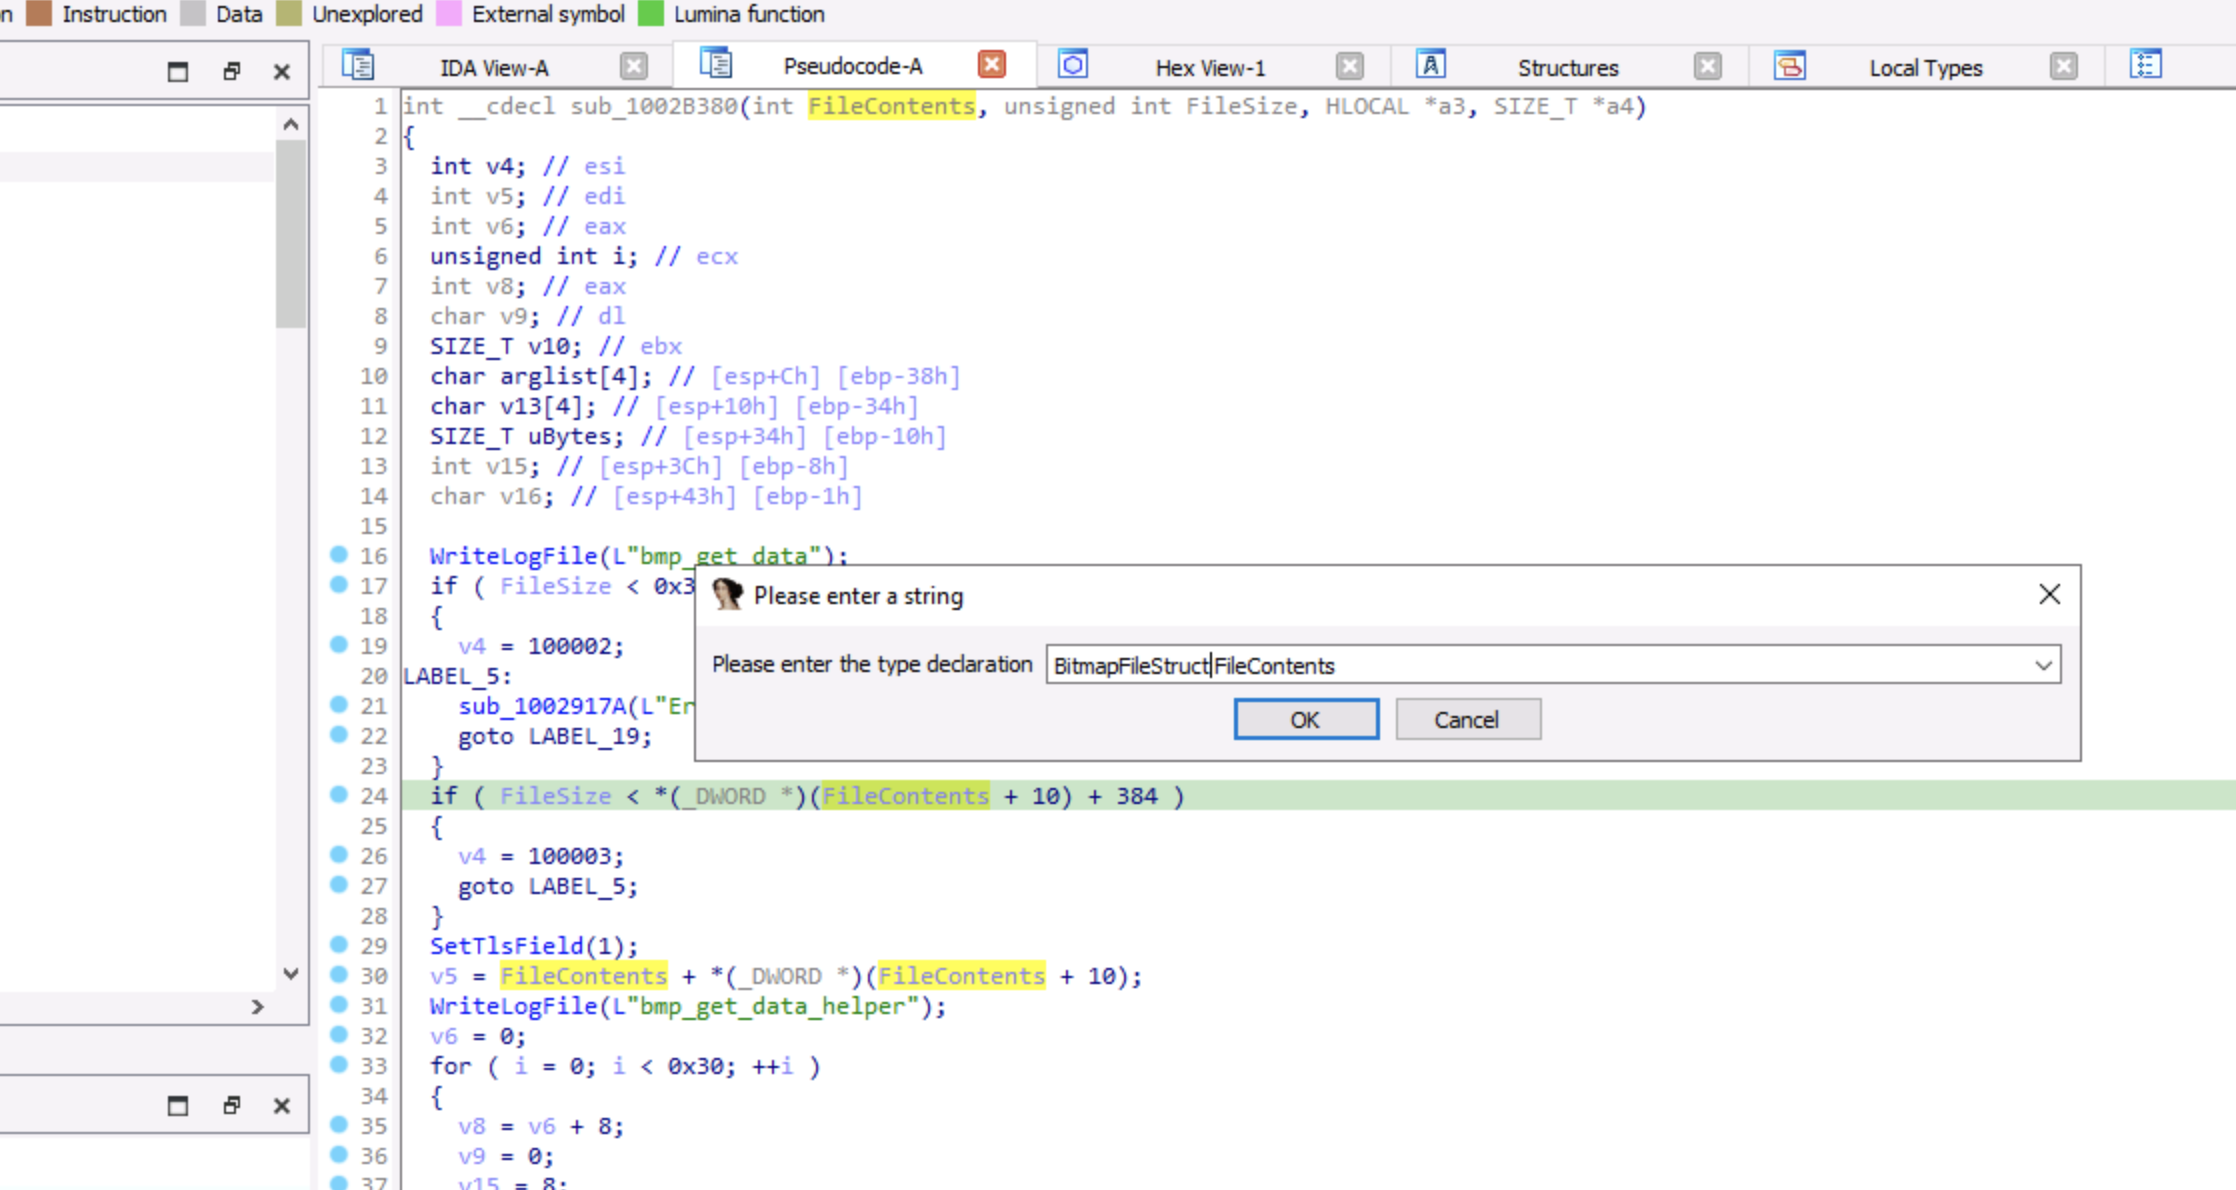 n Instruction Data Unexplored External symbol Lumina function
IDA View-A Pseudocode-A Hex View-1 Structures Local Types
1 int __cdecl sub_1002B380(int FileContents, unsigned int FileSize, HLOCAL *a3, SIZE_T *a4)
2 {
3 int v4; // esi
4 int v5; // edi
5 int v6; // eax
6 unsigned int i; // ecx
7 int v8; // eax
8 char v9; // dl
9 SIZE_T v10; // ebx
10 char arglist[4]; // [esp+Ch] [ebp-38h]
11 char v13[4]; // [esp+10h] [ebp-34h]
12 SIZE_T uBytes; // [esp+34h] [ebp-10h]
13 int v15; // [esp+3Ch] [ebp-8h]
14 char v16; // [esp+43h] [ebp-1h]
15
16 WriteLogFile(L"bmp_get_data");
17 if ( FileSize < 0x3
18 {
19 v4 = 100002;
20 LABEL_5:
21 sub_1002917A(L"Er
22 goto LABEL_19;
23 }
Please enter a string
Please enter the type declaration BitmapFileStruct FileContents
OK Cancel
24 if ( FileSize < *(_DWORD *)(FileContents + 10) + 384 )
25 {
26 v4 = 100003;
27 goto LABEL_5;
28 }
29 SetTlsField(1);
30 v5 = FileContents + *(_DWORD *)(FileContents + 10);
31 WriteLogFile(L"bmp_get_data_helper");
32 v6 = 0;
33 for ( i = 0; i < 0x30; ++i )
34 {
35 v8 = v6 + 8;
36 v9 = 0;
37 v15 = 8;